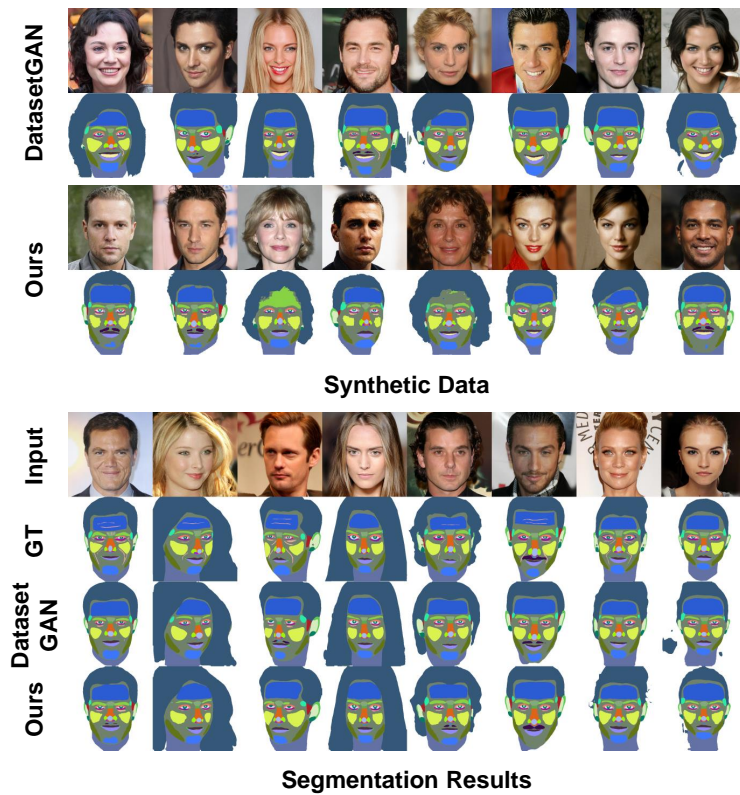 DatasetGAN
Ours
Synthetic Data
Input
GT
Dataset
GAN
Ours
Segmentation Results